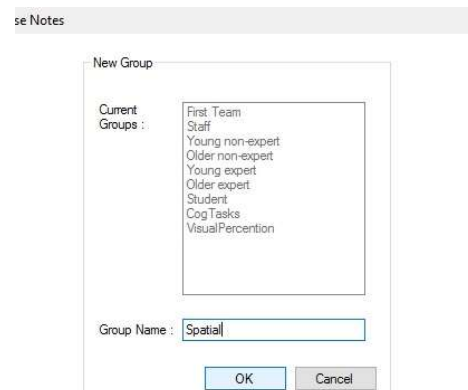 se Notes
New Group
Current
Groups :
First Team
Staff
Young non-expert
Older non-expert
Young expert
Older expert
Student
CogTasks
VisualPercention
Group Name :
Spatial
OK
Cancel